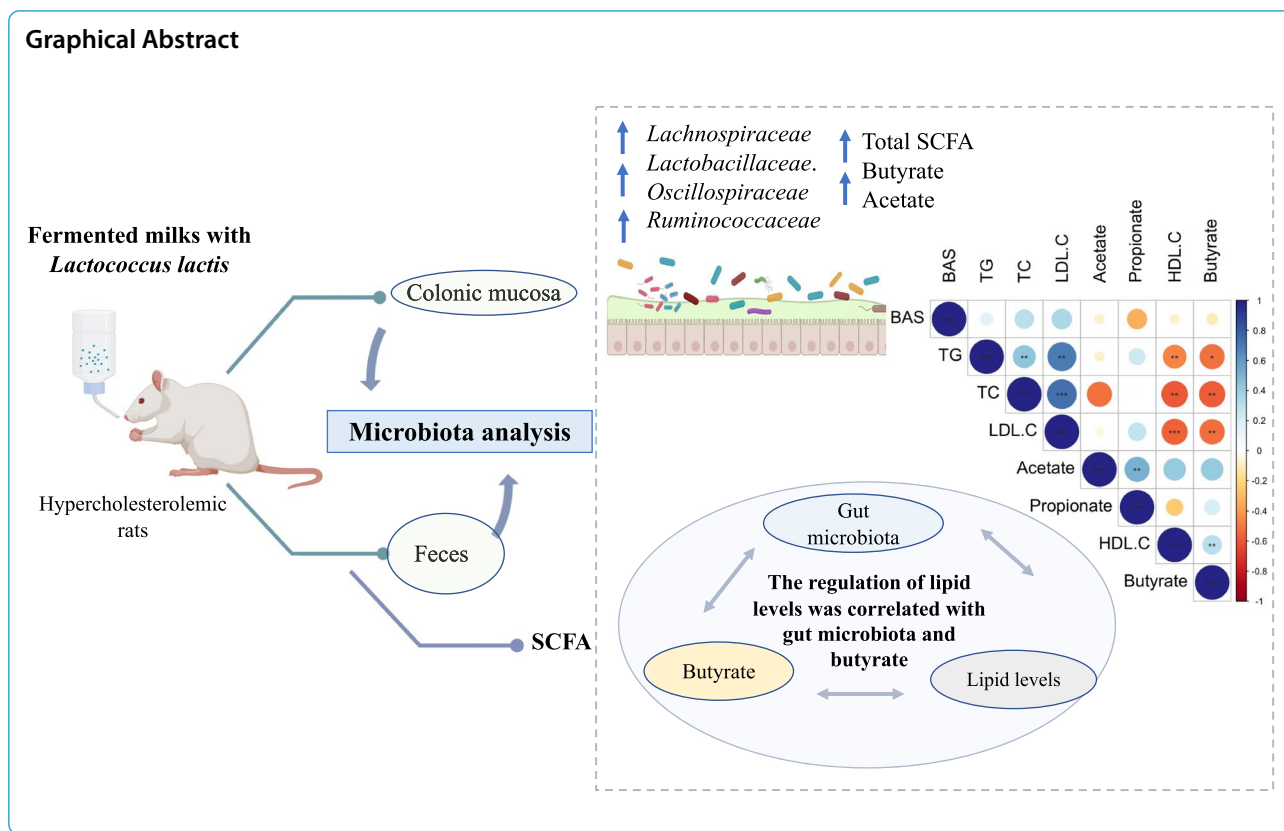 Graphical Abstract
Fermented milks with
Lactococcus lactis
Hypercholesterolemic
rats
Colonic mucosa
Microbiota analysis
Feces
SCFA
Lachnospiraceae
Lactobacillaceae.
Oscillospiraceae
Ruminococcaceae
Total SCFA
Butyrate
Acetate
BAS
TG
TC
LDL.C
Acetate
Propionate
HDL.C
Butyrate
BAS
TG
** ** ** *
TC
*** ** **
LDL.C
*** **
Acetate
**
Propionate
HDL.C
**
Butyrate
1
0.8
0.6
0.4
0.2
0
-0.2
-0.4
-0.6
-0.8
-1
Gut
microbiota
The regulation of lipid
levels was correlated with
gut microbiota and
butyrate
Butyrate
Lipid levels